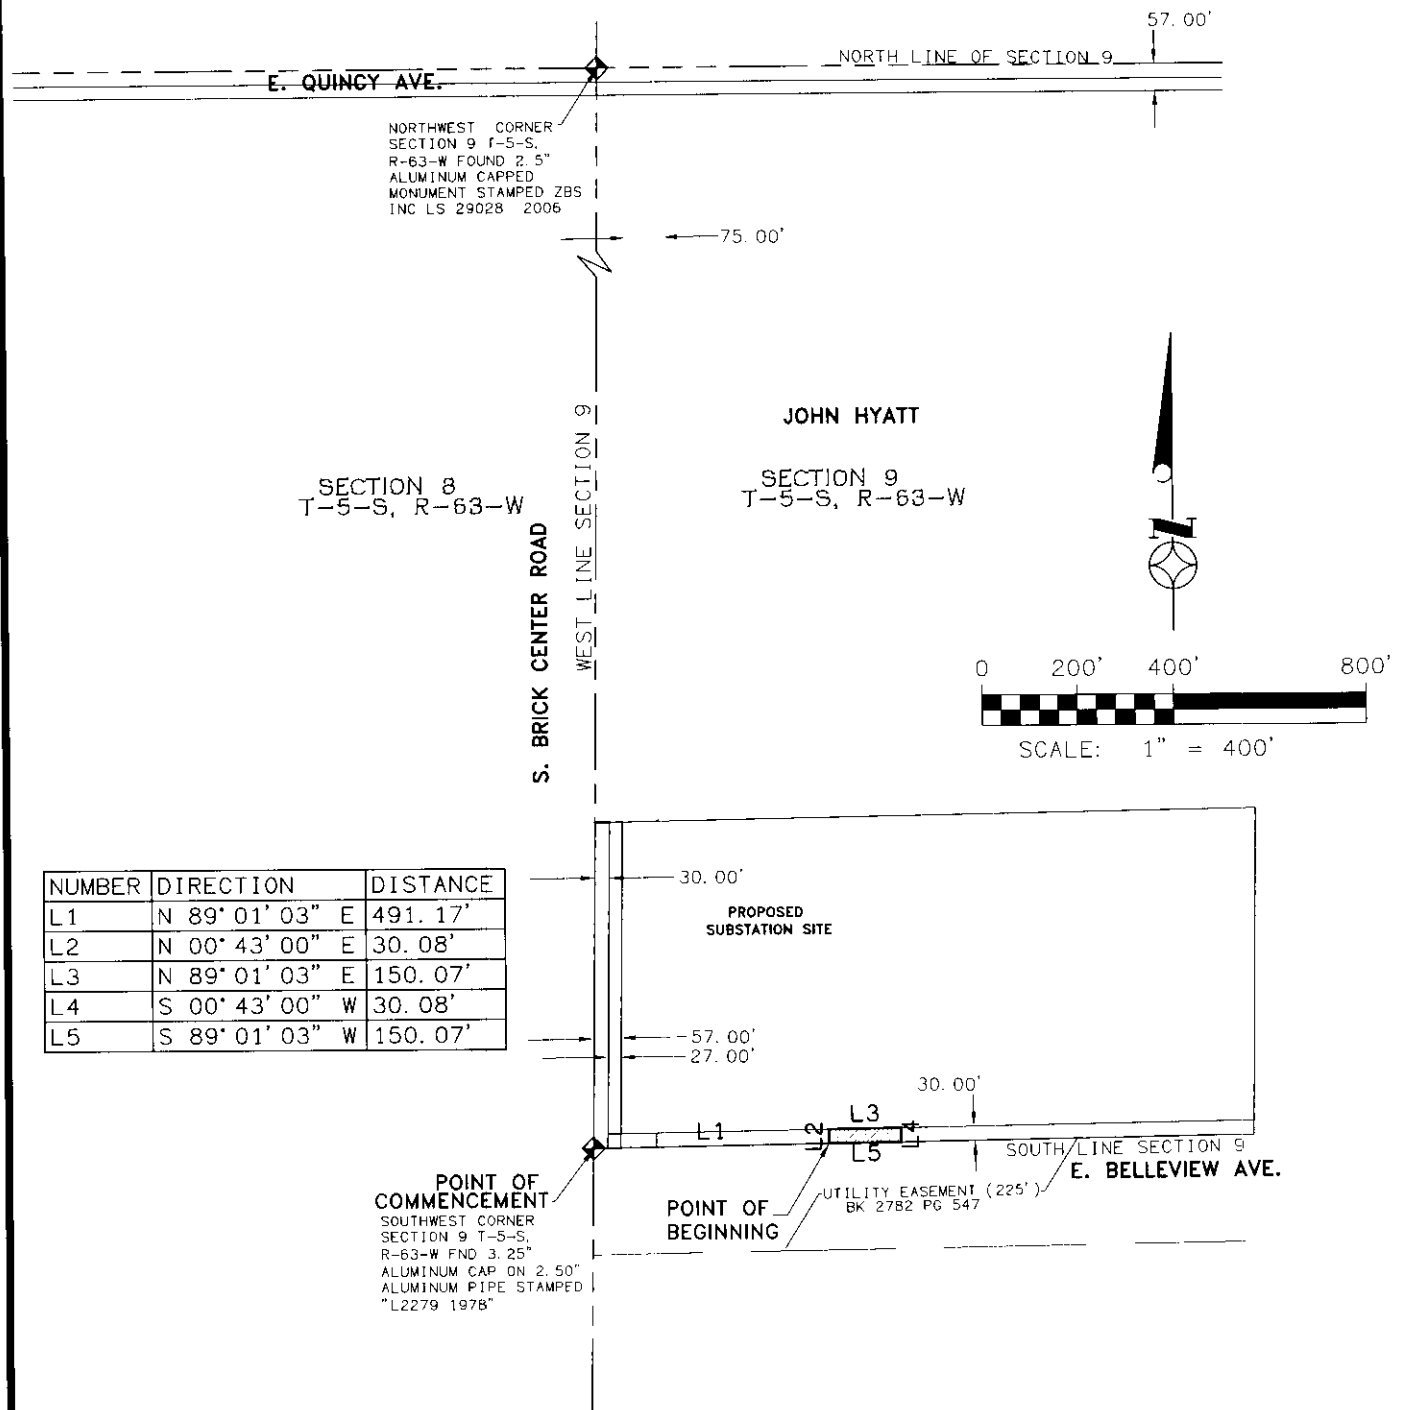 57.00'
NORTH LINE OF SECTION 9
E. QUINCY AVE.
NORTHWEST CORNER
SECTION 9 T-5-S,
R-63-W FOUND 2.5"
ALUMINUM CAPPED
MONUMENT STAMPED ZBS
INC LS 29028 2006
75.00'
JOHN HYATT
SECTION 8
T-5-S, R-63-W
SECTION 9
T-5-S, R-63-W
S. BRICK CENTER ROAD
WEST LINE SECTION 9
N
0 200' 400' 800'
SCALE: 1" = 400'
NUMBER DIRECTION DISTANCE
L1 N 89°01'03" E 491.17'
L2 N 00°43'00" E 30.08'
L3 N 89°01'03" E 150.07'
L4 S 00°43'00" W 30.08'
L5 S 89°01'03" W 150.07'
30.00'
PROPOSED
SUBSTATION SITE
57.00'
27.00'
30.00'
L1
L2
L3
L4
L5
SOUTH LINE SECTION 9
E. BELLEVIEW AVE.
POINT OF
COMMENCEMENT
SOUTHWEST CORNER
SECTION 9 T-5-S,
R-63-W FND 3.25"
ALUMINUM CAP ON 2.50"
ALUMINUM PIPE STAMPED
"L2279 1978"
POINT OF
BEGINNING
UTILITY EASEMENT (225')
BK 2782 PG 547